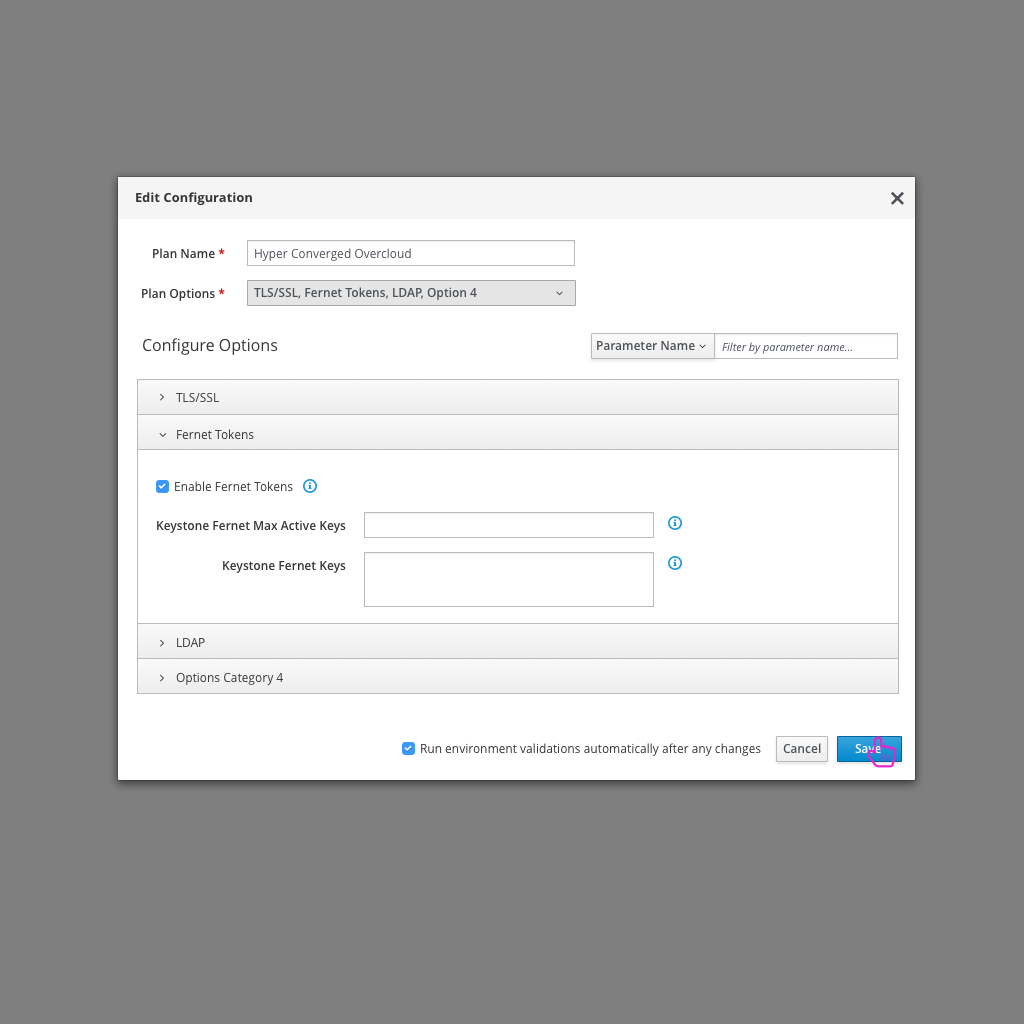 Edit Configuration
Plan Name *
Hyper Converged Overcloud
Plan Options *
TLS/SSL, Fernet Tokens, LDAP, Option 4
Configure Options
Parameter Name
Filter by parameter name...
TLS/SSL
Fernet Tokens
Enable Fernet Tokens
Keystone Fernet Max Active Keys
Keystone Fernet Keys
LDAP
Options Category 4
Run environment validations automatically after any changes
Cancel
Save